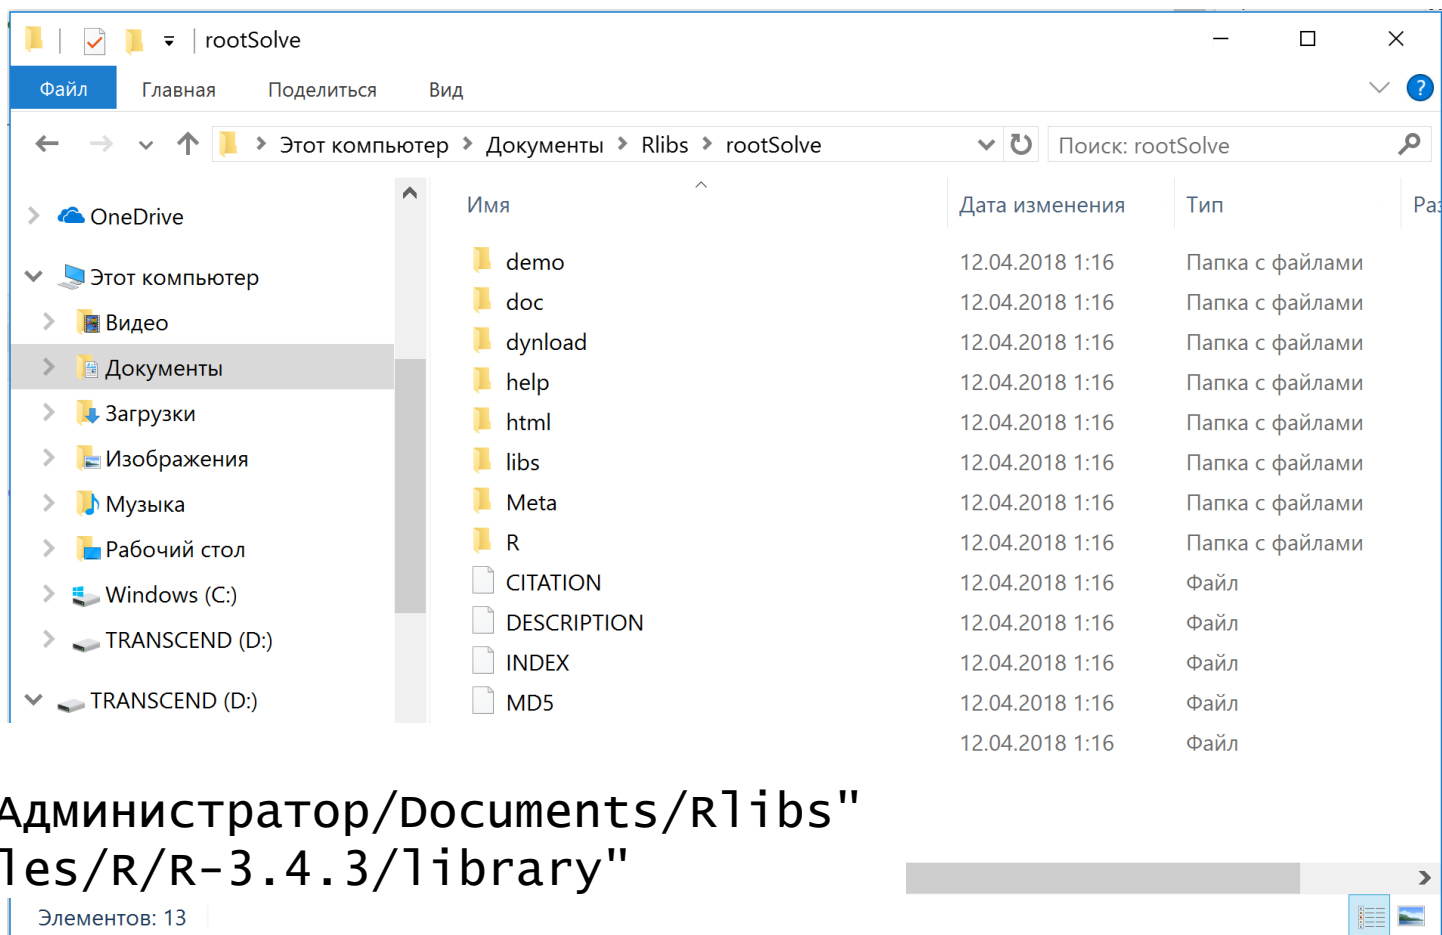 rootSolve
Файл Главная Поделиться Вид
Этот компьютер Документы Rlibs rootSolve Поиск: rootSolve
Имя Дата изменения Тип Раз
OneDrive
Этот компьютер
Видео
Документы
Загрузки
Изображения
Музыка
Рабочий стол
Windows (C:)
TRANSCEND (D:)
TRANSCEND (D:)
demo 12.04.2018 1:16 Папка с файлами
doc 12.04.2018 1:16 Папка с файлами
dynload 12.04.2018 1:16 Папка с файлами
help 12.04.2018 1:16 Папка с файлами
html 12.04.2018 1:16 Папка с файлами
libs 12.04.2018 1:16 Папка с файлами
Meta 12.04.2018 1:16 Папка с файлами
R 12.04.2018 1:16 Папка с файлами
CITATION 12.04.2018 1:16 Файл
DESCRIPTION 12.04.2018 1:16 Файл
INDEX 12.04.2018 1:16 Файл
MD5 12.04.2018 1:16 Файл
12.04.2018 1:16 Файл
Администратор/Documents/Rlibs"
les/R/R-3.4.3/library"
Элементов: 13